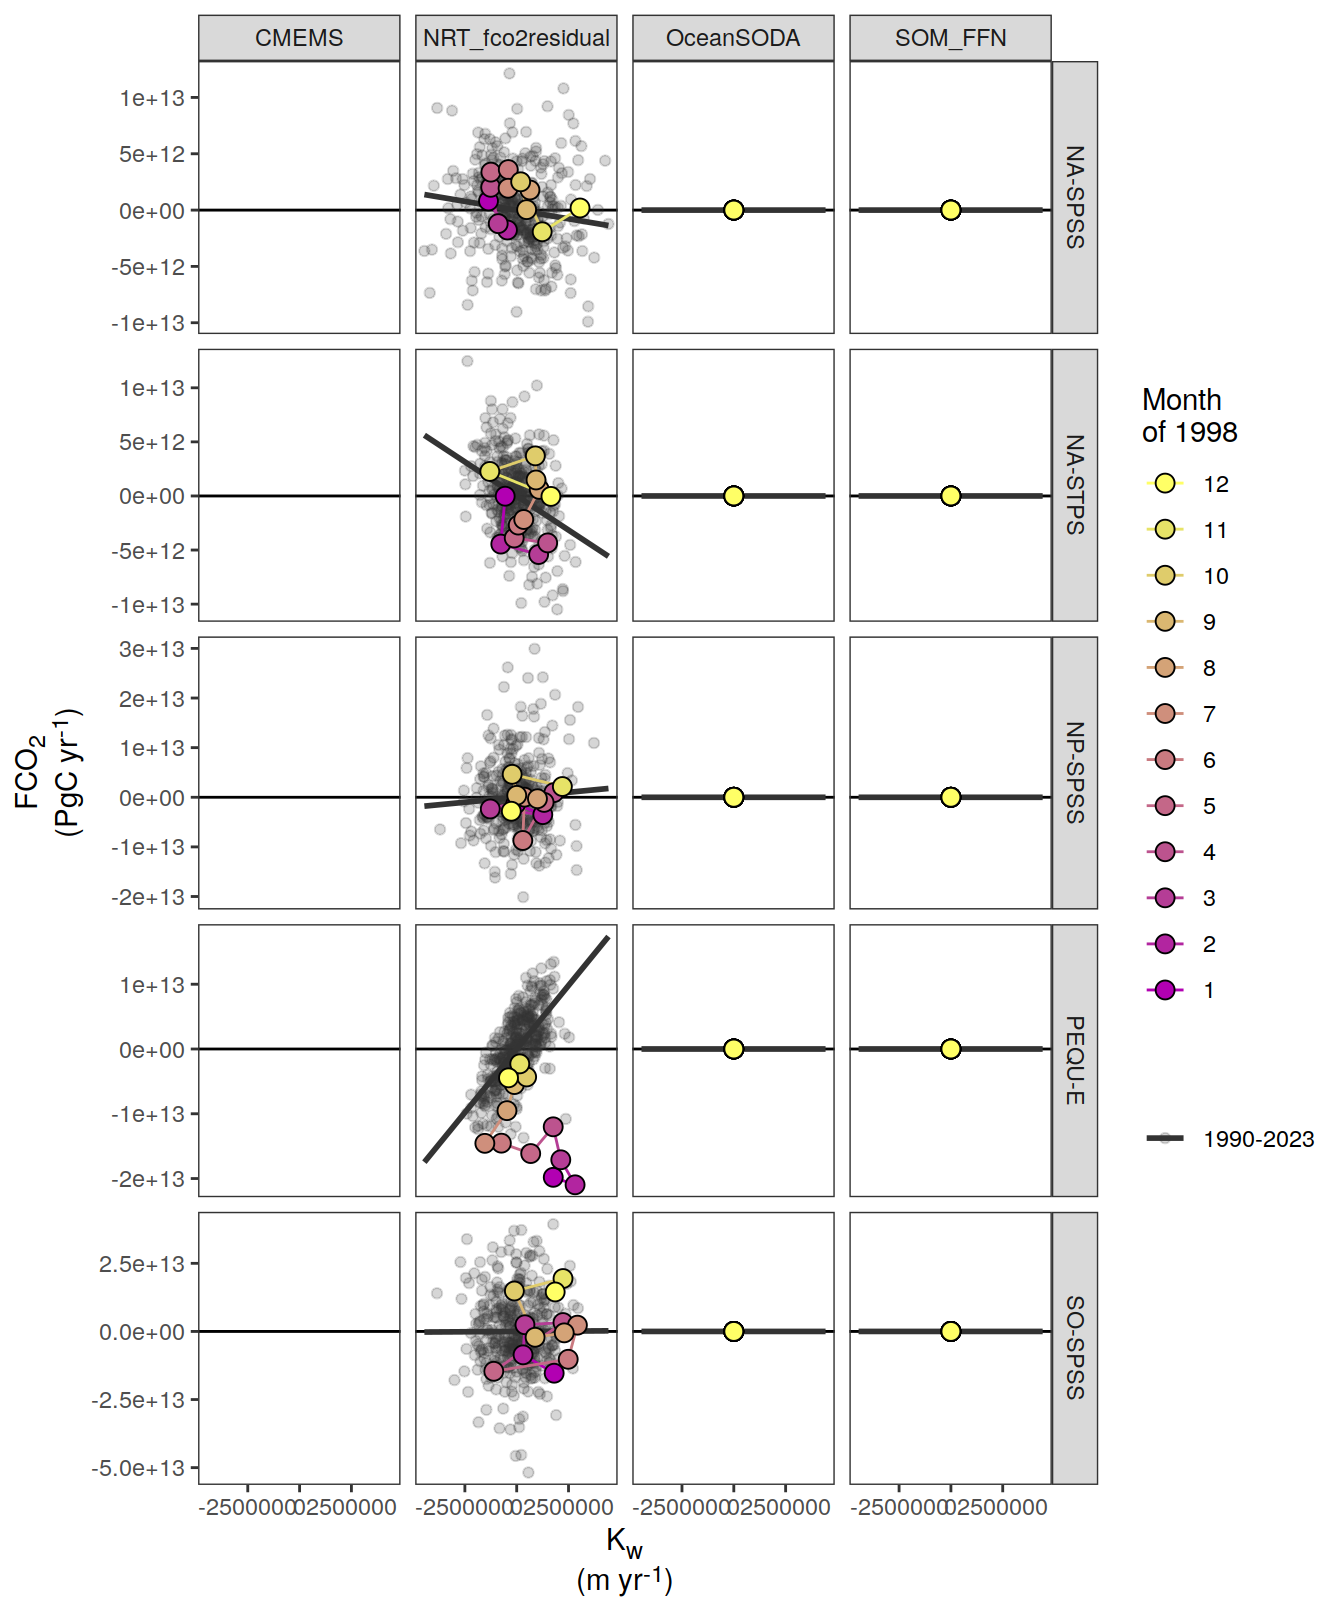 CMEMS NRT_fco2residual OceanSODA SOM_FFN
1e+13
5e+12
0e+00
-5e+12
-1e+13
NA-SPSS
1e+13
5e+12
0e+00
-5e+12
-1e+13
NA-STPS
3e+13
2e+13
1e+13
0e+00
-1e+13
-2e+13
NP-SPSS
1e+13
0e+00
-1e+13
-2e+13
PEQU-E
2.5e+13
0.0e+00
-2.5e+13
-5.0e+13
SO-SPSS
-2500000 0 2500000 -2500000 0 2500000 -2500000 0 2500000 -2500000 0 2500000
Kw
(m yr-1)
FCO2
(PgC yr-1)
Month
of 1998
12
11
10
9
8
7
6
5
4
3
2
1
1990-2023